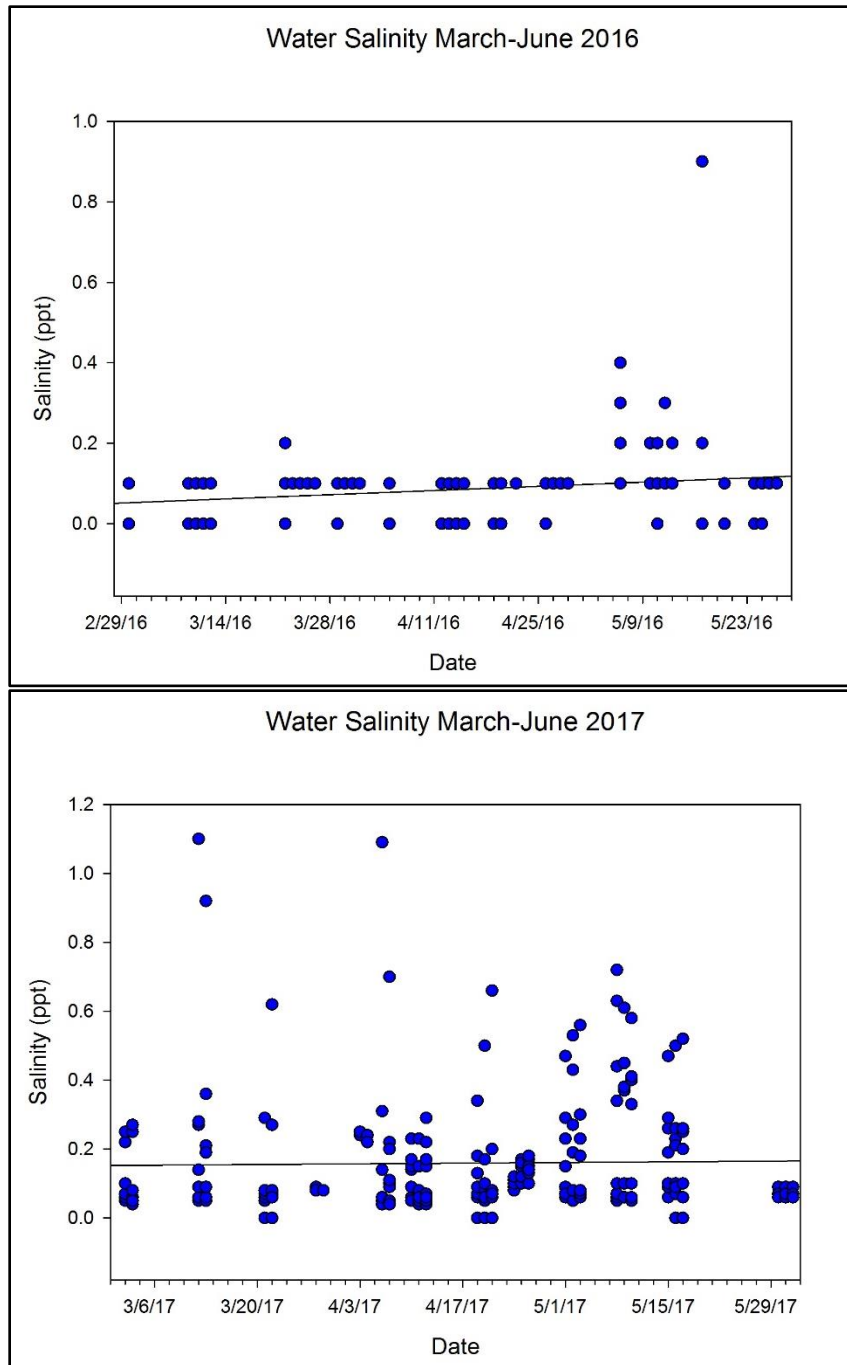 Water Salinity March-June 2016
1.0
0.8
0.6
0.4
0.2
0.0
Salinity (ppt)
2/29/16 3/14/16 3/28/16 4/11/16 4/25/16 5/9/16 5/23/16
Date
Water Salinity March-June 2017
1.2
1.0
0.8
0.6
0.4
0.2
0.0
Salinity (ppt)
3/6/17 3/20/17 4/3/17 4/17/17 5/1/17 5/15/17 5/29/17
Date